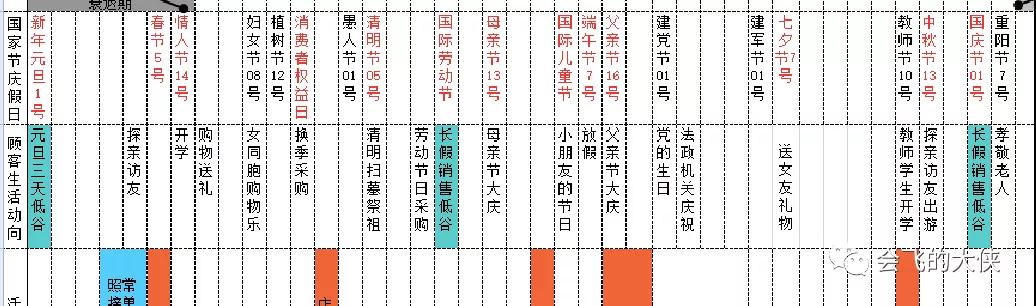 衰退期
国家节庆假日
新年元旦1号
春节5号
情人节14号
妇女节08号
植树节12号
消费者权益日
愚人节01号
清明节05号
国际劳动节
母亲节13号
国际儿童节
端午节7号
父亲节16号
建党节01号
建军节01号
七夕节7号
教师节10号
中秋节13号
国庆节01号
重阳节7号
顾客生活动向
元旦三天低谷
探亲访友
开学
购物送礼
女同胞购物乐
换季采购
清明扫墓祭祖
劳动节日采购
长假销售低谷
母亲节大庆
小朋友的节日
放假
父亲节大庆
党的生日
法政机关庆祝
送女友礼物
教师学生开学
探亲访友出游
长假销售低谷
孝敬老人
照常
接单
会飞的大侠